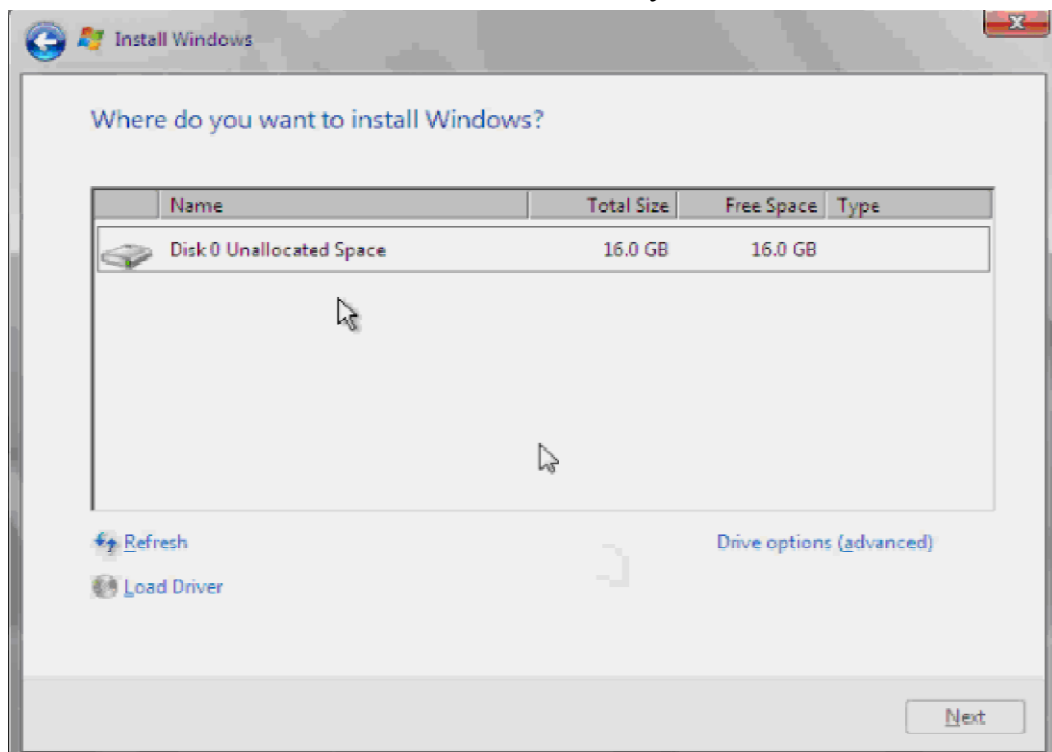 Install Windows
Where do you want to install Windows?
Name Total Size Free Space Type
Disk 0 Unallocated Space 16.0 GB 16.0 GB
Refresh Drive options (advanced)
Load Driver
Next